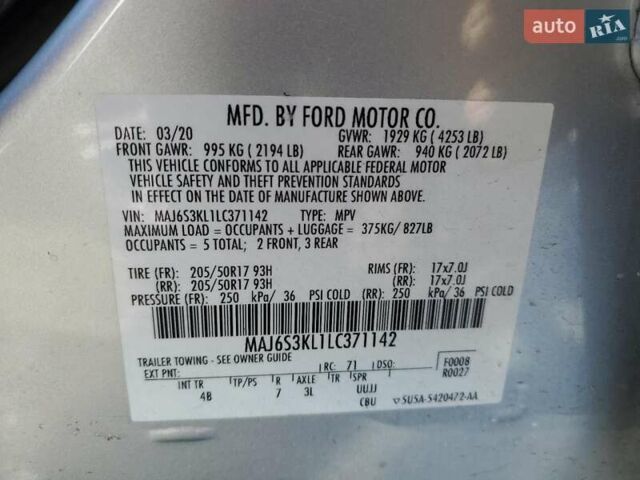 auto RIA.com
MFD. BY FORD MOTOR CO.
DATE: 03/20 GVWR: 1929 KG ( 4253 LB)
FRONT GAWR: 995 KG ( 2194 LB) REAR GAWR: 940 KG ( 2072 LB)
THIS VEHICLE CONFORMS TO ALL APPLICABLE FEDERAL MOTOR
VEHICLE SAFETY AND THEFT PREVENTION STANDARDS
IN EFFECT ON THE DATE OF MANUFACTURE SHOWN ABOVE.
VIN: MAJ6S3KL1LC371142 TYPE: MPV
MAXIMUM LOAD = OCCUPANTS + LUGGAGE = 375KG/ 827LB
OCCUPANTS = 5 TOTAL; 2 FRONT, 3 REAR
TIRE (FR): 205/50R17 93H RIMS (FR): 17x7.0J
(RR): 205/50R17 93H (RR): 17x7.0J
PRESSURE (FR): 250 kPa/ 36 PSI COLD (RR): 250 kPa/ 36 PSI COLD
MAJ6S3KL1LC371142
TRAILER TOWING - SEE OWNER GUIDE
EXT PNT: RC: 71 DSO: F0008
R0027
INT TR TP/PS R AXLE TR SPR
4B 7 3L UUJJ
CBU 5U5A-5420472-AA